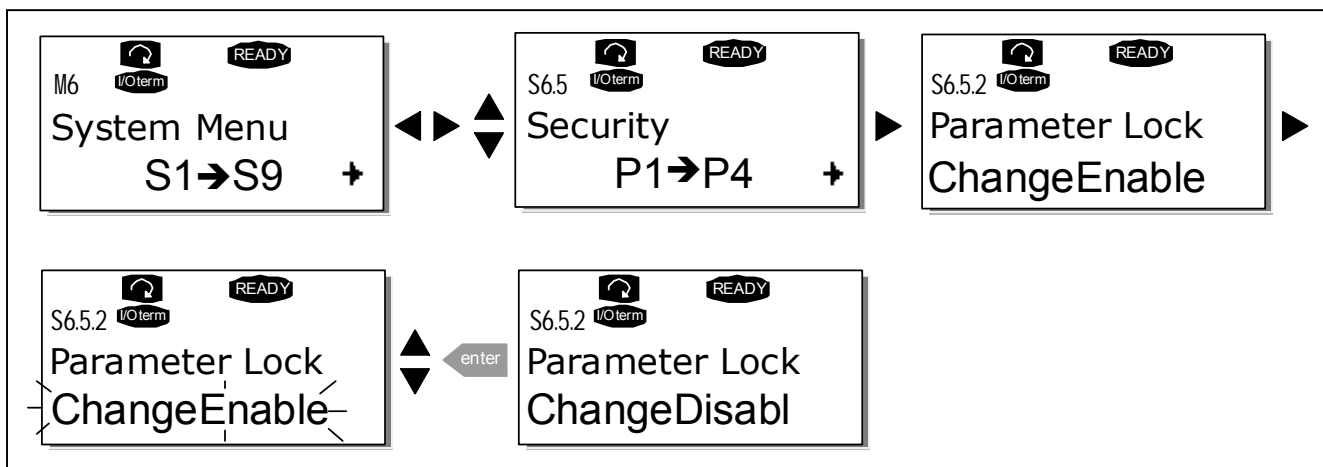 READY
M6 I/Oterm
System Menu
S1➔S9
READY
S6.5 I/Oterm
Security
P1➔P4
READY
S6.5.2 I/Oterm
Parameter Lock
ChangeEnable
READY
S6.5.2 I/Oterm
Parameter Lock
ChangeEnable
enter
READY
S6.5.2 I/Oterm
Parameter Lock
ChangeDisabl